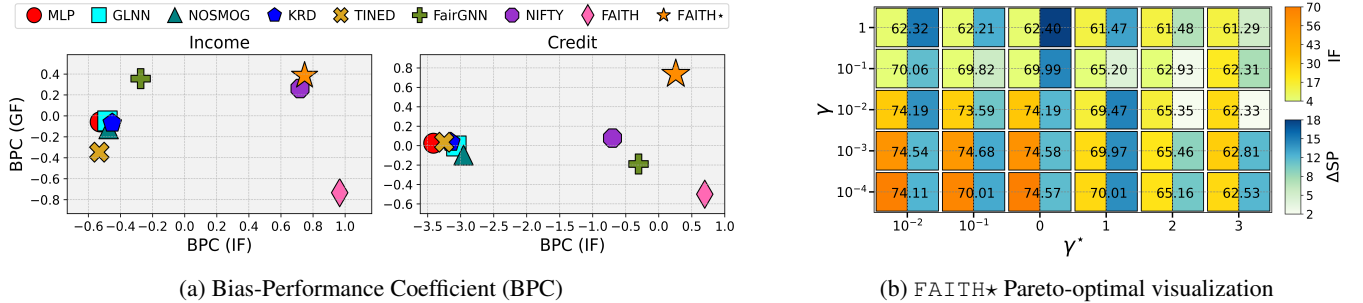 MLP GLNN NOSMOG KRD TINED FairGNN NIFTY FAITH FAITH⋆
Income
BPC (GF)
0.4
0.2
0.0
−0.2
−0.4
−0.6
−0.8
−0.6 −0.4 −0.2 0.0 0.2 0.4 0.6 0.8 1.0
BPC (IF)
Credit
0.8
0.6
0.4
0.2
0.0
−0.2
−0.4
−0.6
−3.5 −3.0 −2.5 −2.0 −1.5 −1.0 −0.5 0.0 0.5 1.0
BPC (IF)
(a) Bias-Performance Coefficient (BPC)
γ
1 62.32 62.21 62.40 61.47 61.48 61.29
10⁻¹ 70.06 69.82 69.99 65.20 62.93 62.31
10⁻² 74.19 73.59 74.19 69.47 65.35 62.33
10⁻³ 74.54 74.68 74.58 69.97 65.46 62.81
10⁻⁴ 74.11 70.01 74.57 70.01 65.16 62.53
10⁻² 10⁻¹ 0 1 2 3
γ⋆
70
56
43
30
17
4
IF
18
15
12
8
5
2
ΔSP
(b) FAITH⋆ Pareto-optimal visualization